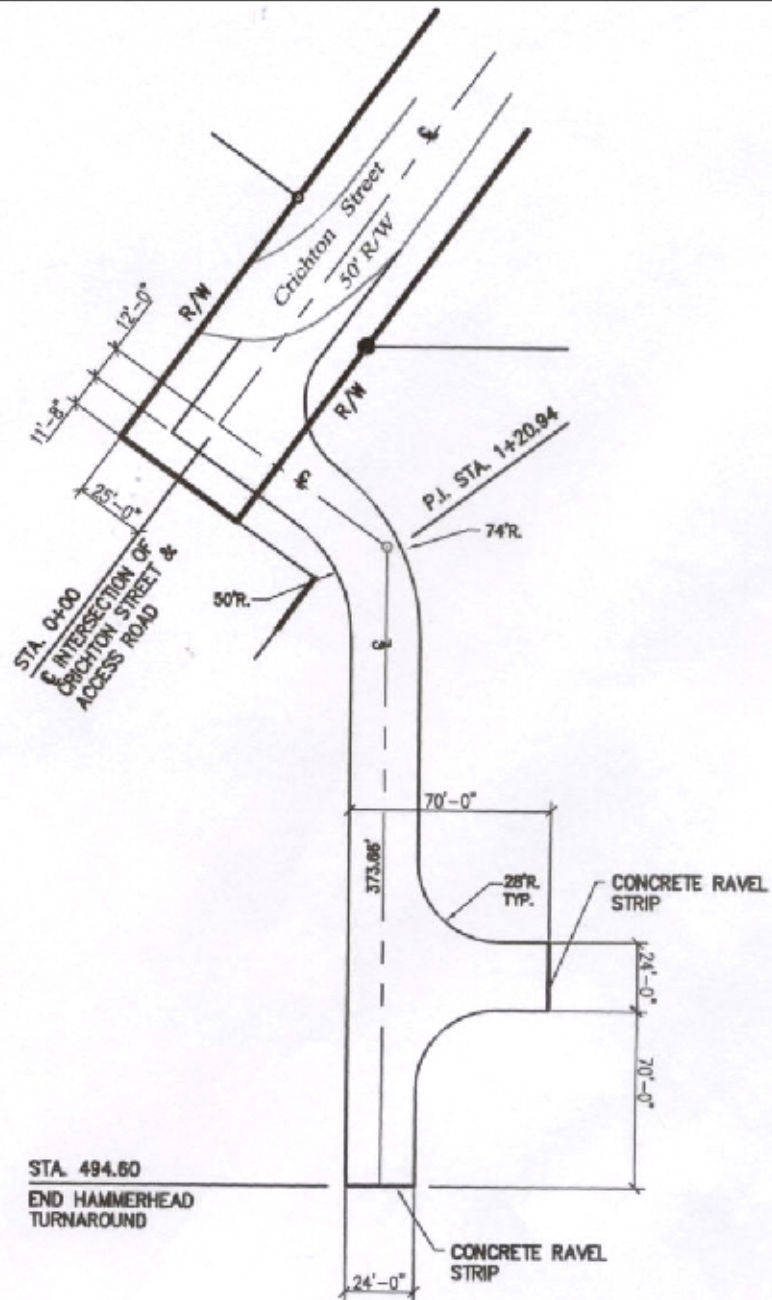 ℄
Crichton Street
50' R/W
R/W
12'-0"
11'-8"
R/W
25'-0"
P.I. STA. 1+20.94
℄
74'R.
STA. 0+00
℄ INTERSECTION OF
CRICHTON STREET &
ACCESS ROAD
50'R.
℄
70'-0"
373.66'
28'R.
TYP.
CONCRETE RAVEL
STRIP
24'-0"
70'-0"
STA. 494.60
END HAMMERHEAD
TURNAROUND
CONCRETE RAVEL
STRIP
24'-0"